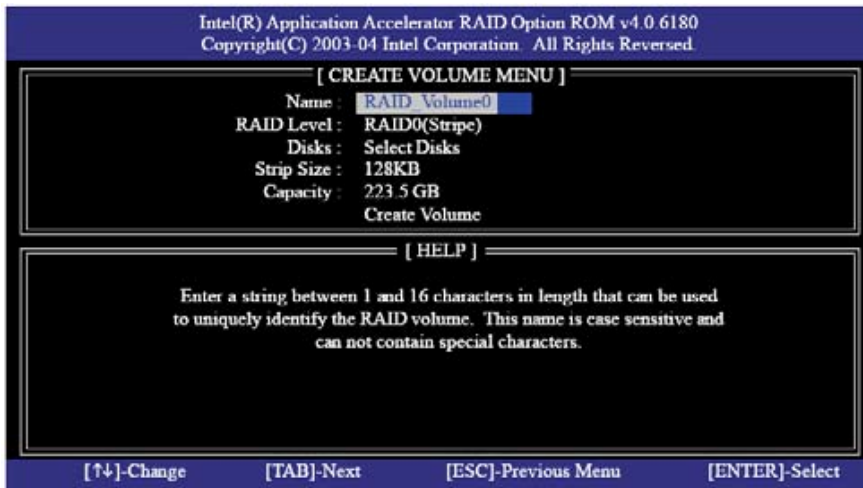 Intel(R) Application Accelerator RAID Option ROM v4.0.6180
Copyright(C) 2003-04 Intel Corporation. All Rights Reversed.
[ CREATE VOLUME MENU ]
Name : RAID_Volume0
RAID Level : RAID0(Stripe)
Disks : Select Disks
Strip Size : 128KB
Capacity : 223.5 GB
Create Volume
[ HELP ]
Enter a string between 1 and 16 characters in length that can be used
to uniquely identify the RAID volume. This name is case sensitive and
can not contain special characters.
[↑↓]-Change [TAB]-Next [ESC]-Previous Menu [ENTER]-Select